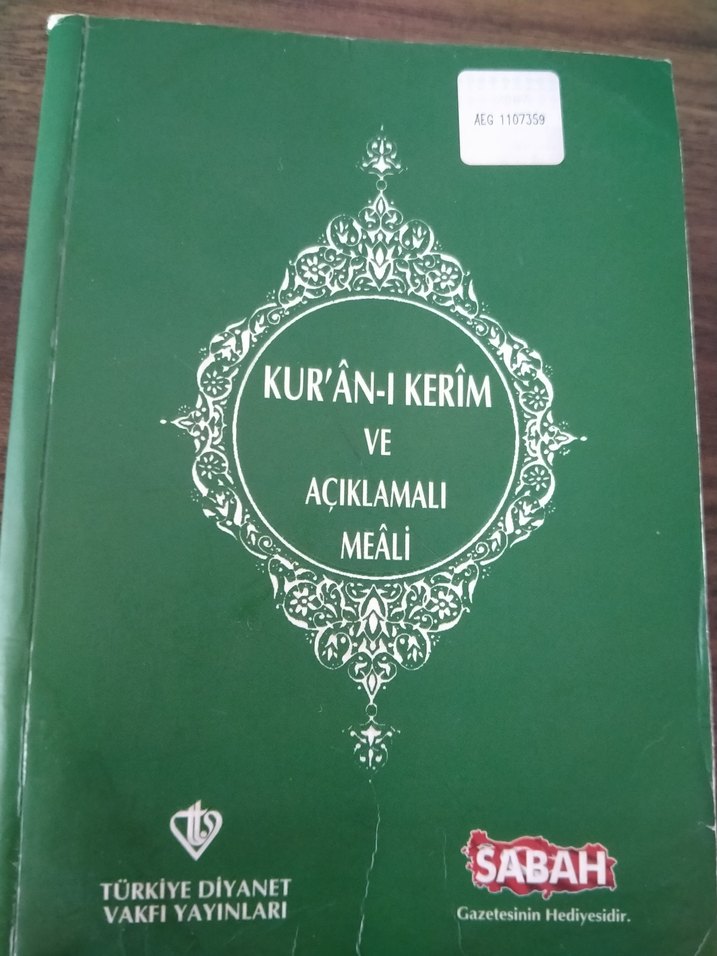 AEG 1107359
KUR'ÂN-I KERÎM
VE
AÇIKLAMALI
MEÂLİ
TÜRKİYE DİYANET
VAKFI YAYINLARI
SABAH
Gazetesinin Hediyesidir.